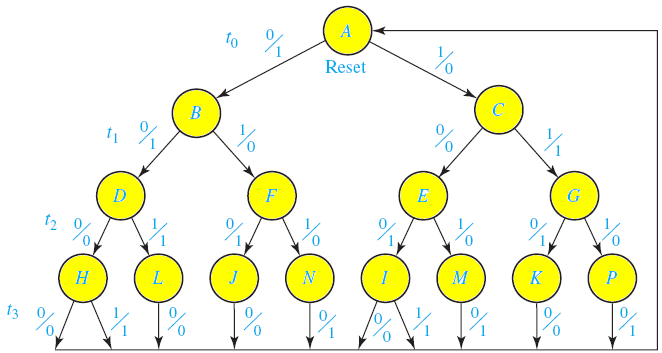 A
t0 0/1 1/0
Reset
B C
t1 0/1 1/0 0/0 1/1
D F E G
t2 0/0 1/1 0/1 1/0 0/1 1/0 0/1 1/0
H L J N I M K P
t3 0/0 1/1 0/0 0/0 0/1 0/0 1/1 0/1 0/0 0/1